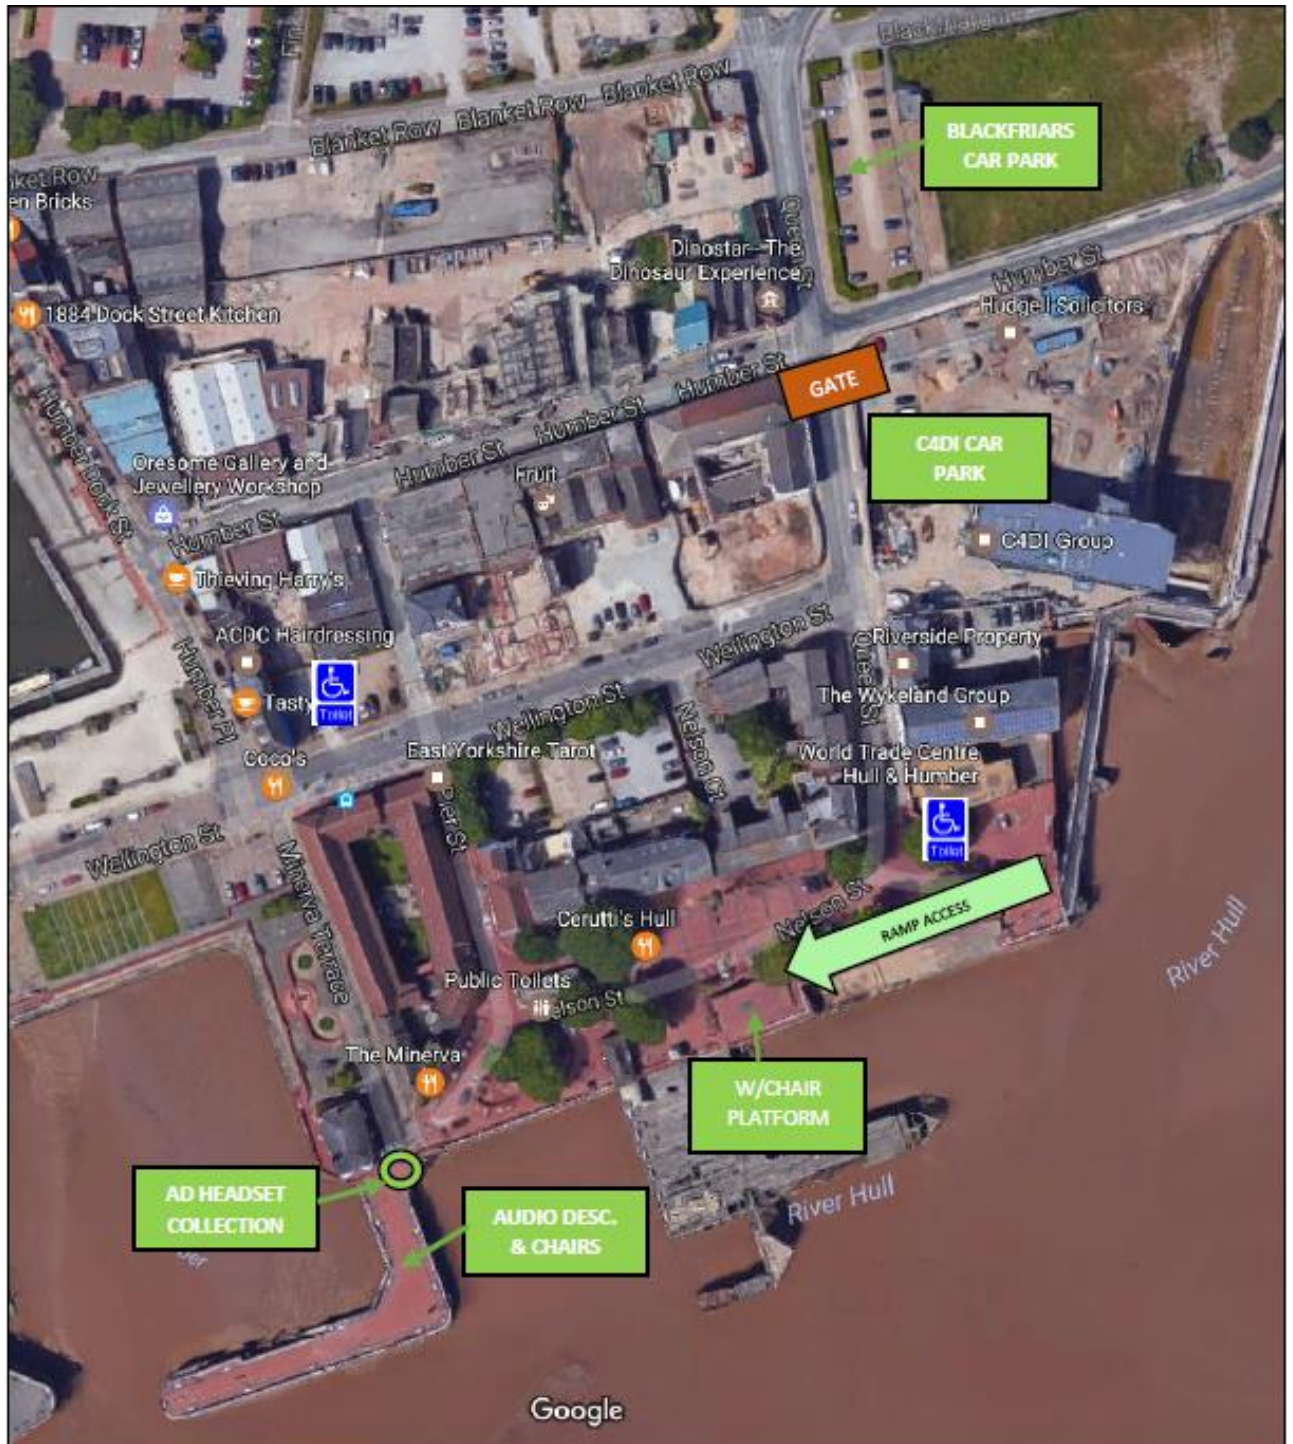 Blanket Row
Blanket Row
Blanket Row
BLACKFRIARS
CAR PARK
ket Row
en Bricks
Dinostar - The
Dinosaur Experience
Queen St
Humber St
Hudgell Solicitors
1884 Dock Street Kitchen
GATE
Humber St
Humber St
Humber St
Humber Dock St
C4DI CAR
PARK
Oresome Gallery and
Jewellery Workshop
Fruit
Humber St
C4DI Group
Thieving Harry's
ACDC Hairdressing
Humber Pl
Wellington St
Queen St
Riverside Property
The Wykeland Group
Toilet
Tasty
Wellington St
Nelson Ct
East Yorkshire Tarot
World Trade Centre
Hull & Humber
Coco's
Pier St
Toilet
Wellington St
Minerva Terrace
Nelson St
RAMP ACCESS
Cerutti's Hull
River Hull
Public Toilets
elson St
The Minerva
W/CHAIR
PLATFORM
AD HEADSET
COLLECTION
AUDIO DESC.
& CHAIRS
River Hull
Google